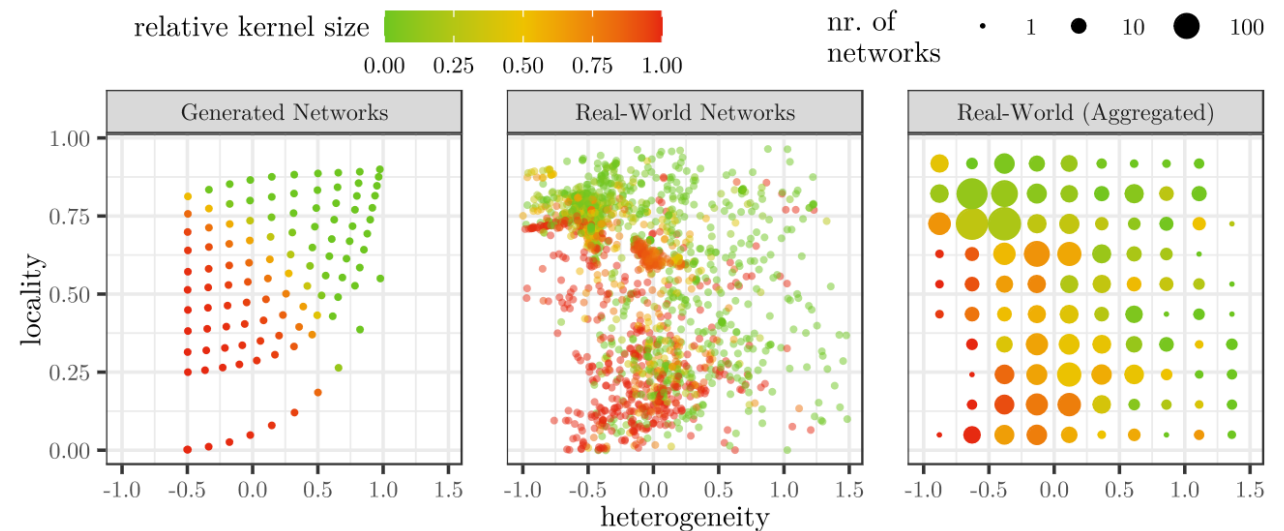 relative kernel size
0.00 0.25 0.50 0.75 1.00
nr. of
networks
1 10 100
Generated Networks
Real-World Networks
Real-World (Aggregated)
locality
1.00
0.75
0.50
0.25
0.00
-1.0 -0.5 0.0 0.5 1.0 1.5
-1.0 -0.5 0.0 0.5 1.0 1.5
-1.0 -0.5 0.0 0.5 1.0 1.5
heterogeneity